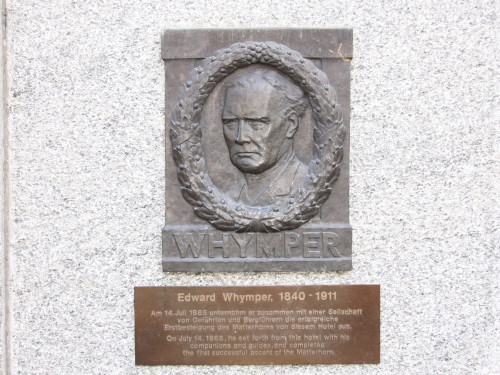 WHYMPER
Edward Whymper, 1840 - 1911
Am 14. Juli 1865 unternahm er zusammen mit einer Seilschaft
von Gefährten und Bergführern die erfolgreiche
Erstbesteigung des Matterhorns von diesem Hotel aus.
On July 14, 1865, he set forth from this hotel with his
companions and guides, and completed
the first successful ascent of the Matterhorn.